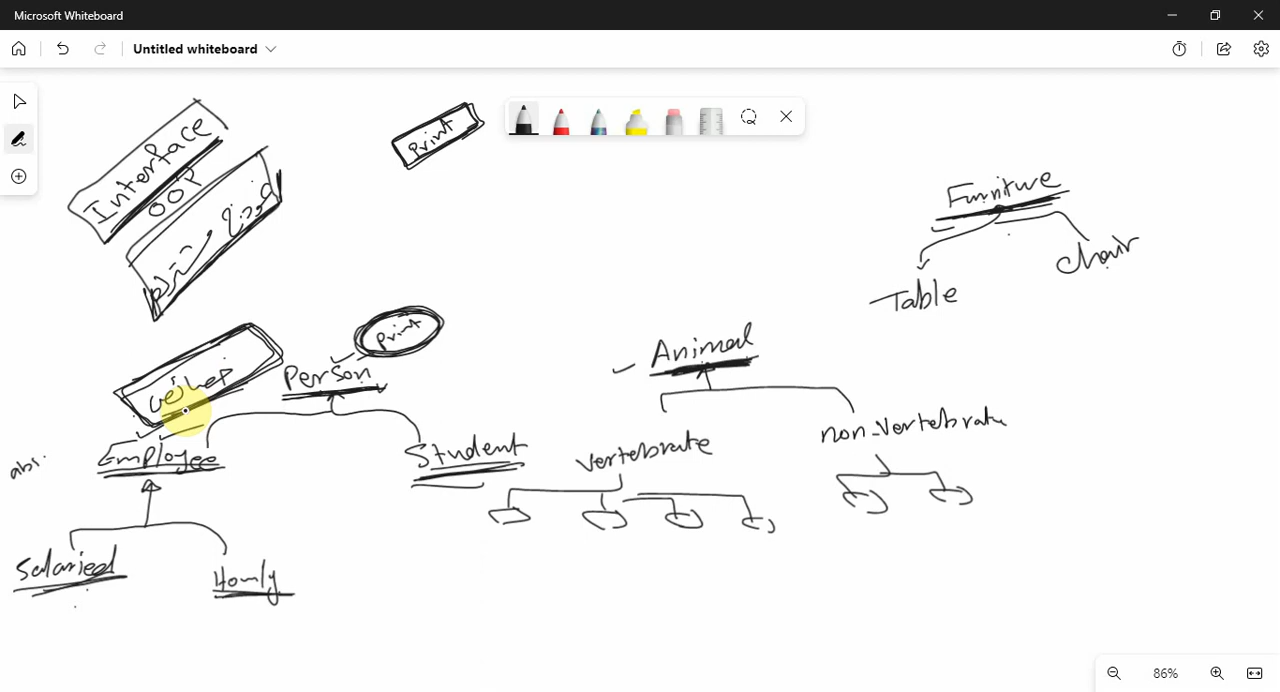 Microsoft Whiteboard
Untitled whiteboard
Interface
OOP
Print
Furniture
Table
chair
Person
Print
Animal
Employee
abs.
Student
Vertebrate
non-Vertebrate
Salaried
Hourly
86%